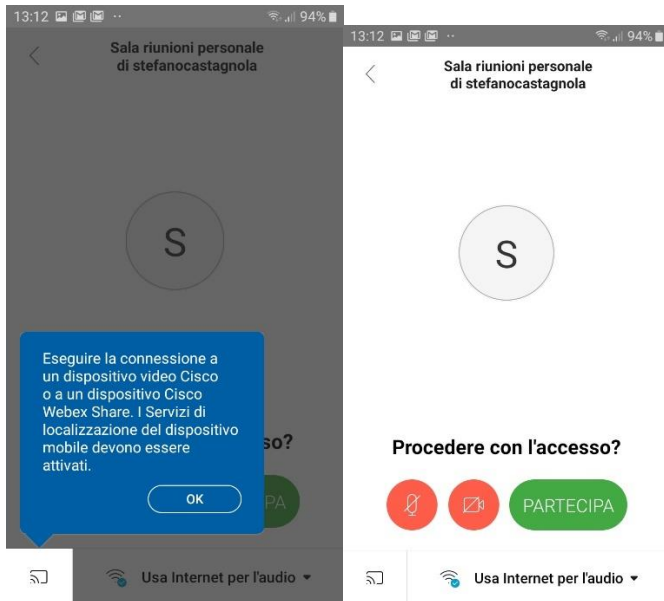 13:12
94%
Sala riunioni personale
di stefanocastagnola
S
Eseguire la connessione a
un dispositivo video Cisco
o a un dispositivo Cisco
Webex Share. I Servizi di
localizzazione del dispositivo
mobile devono essere
attivati.
so?
OK
PA
Usa Internet per l'audio
13:12
94%
Sala riunioni personale
di stefanocastagnola
S
Procedere con l'accesso?
PARTECIPA
Usa Internet per l'audio